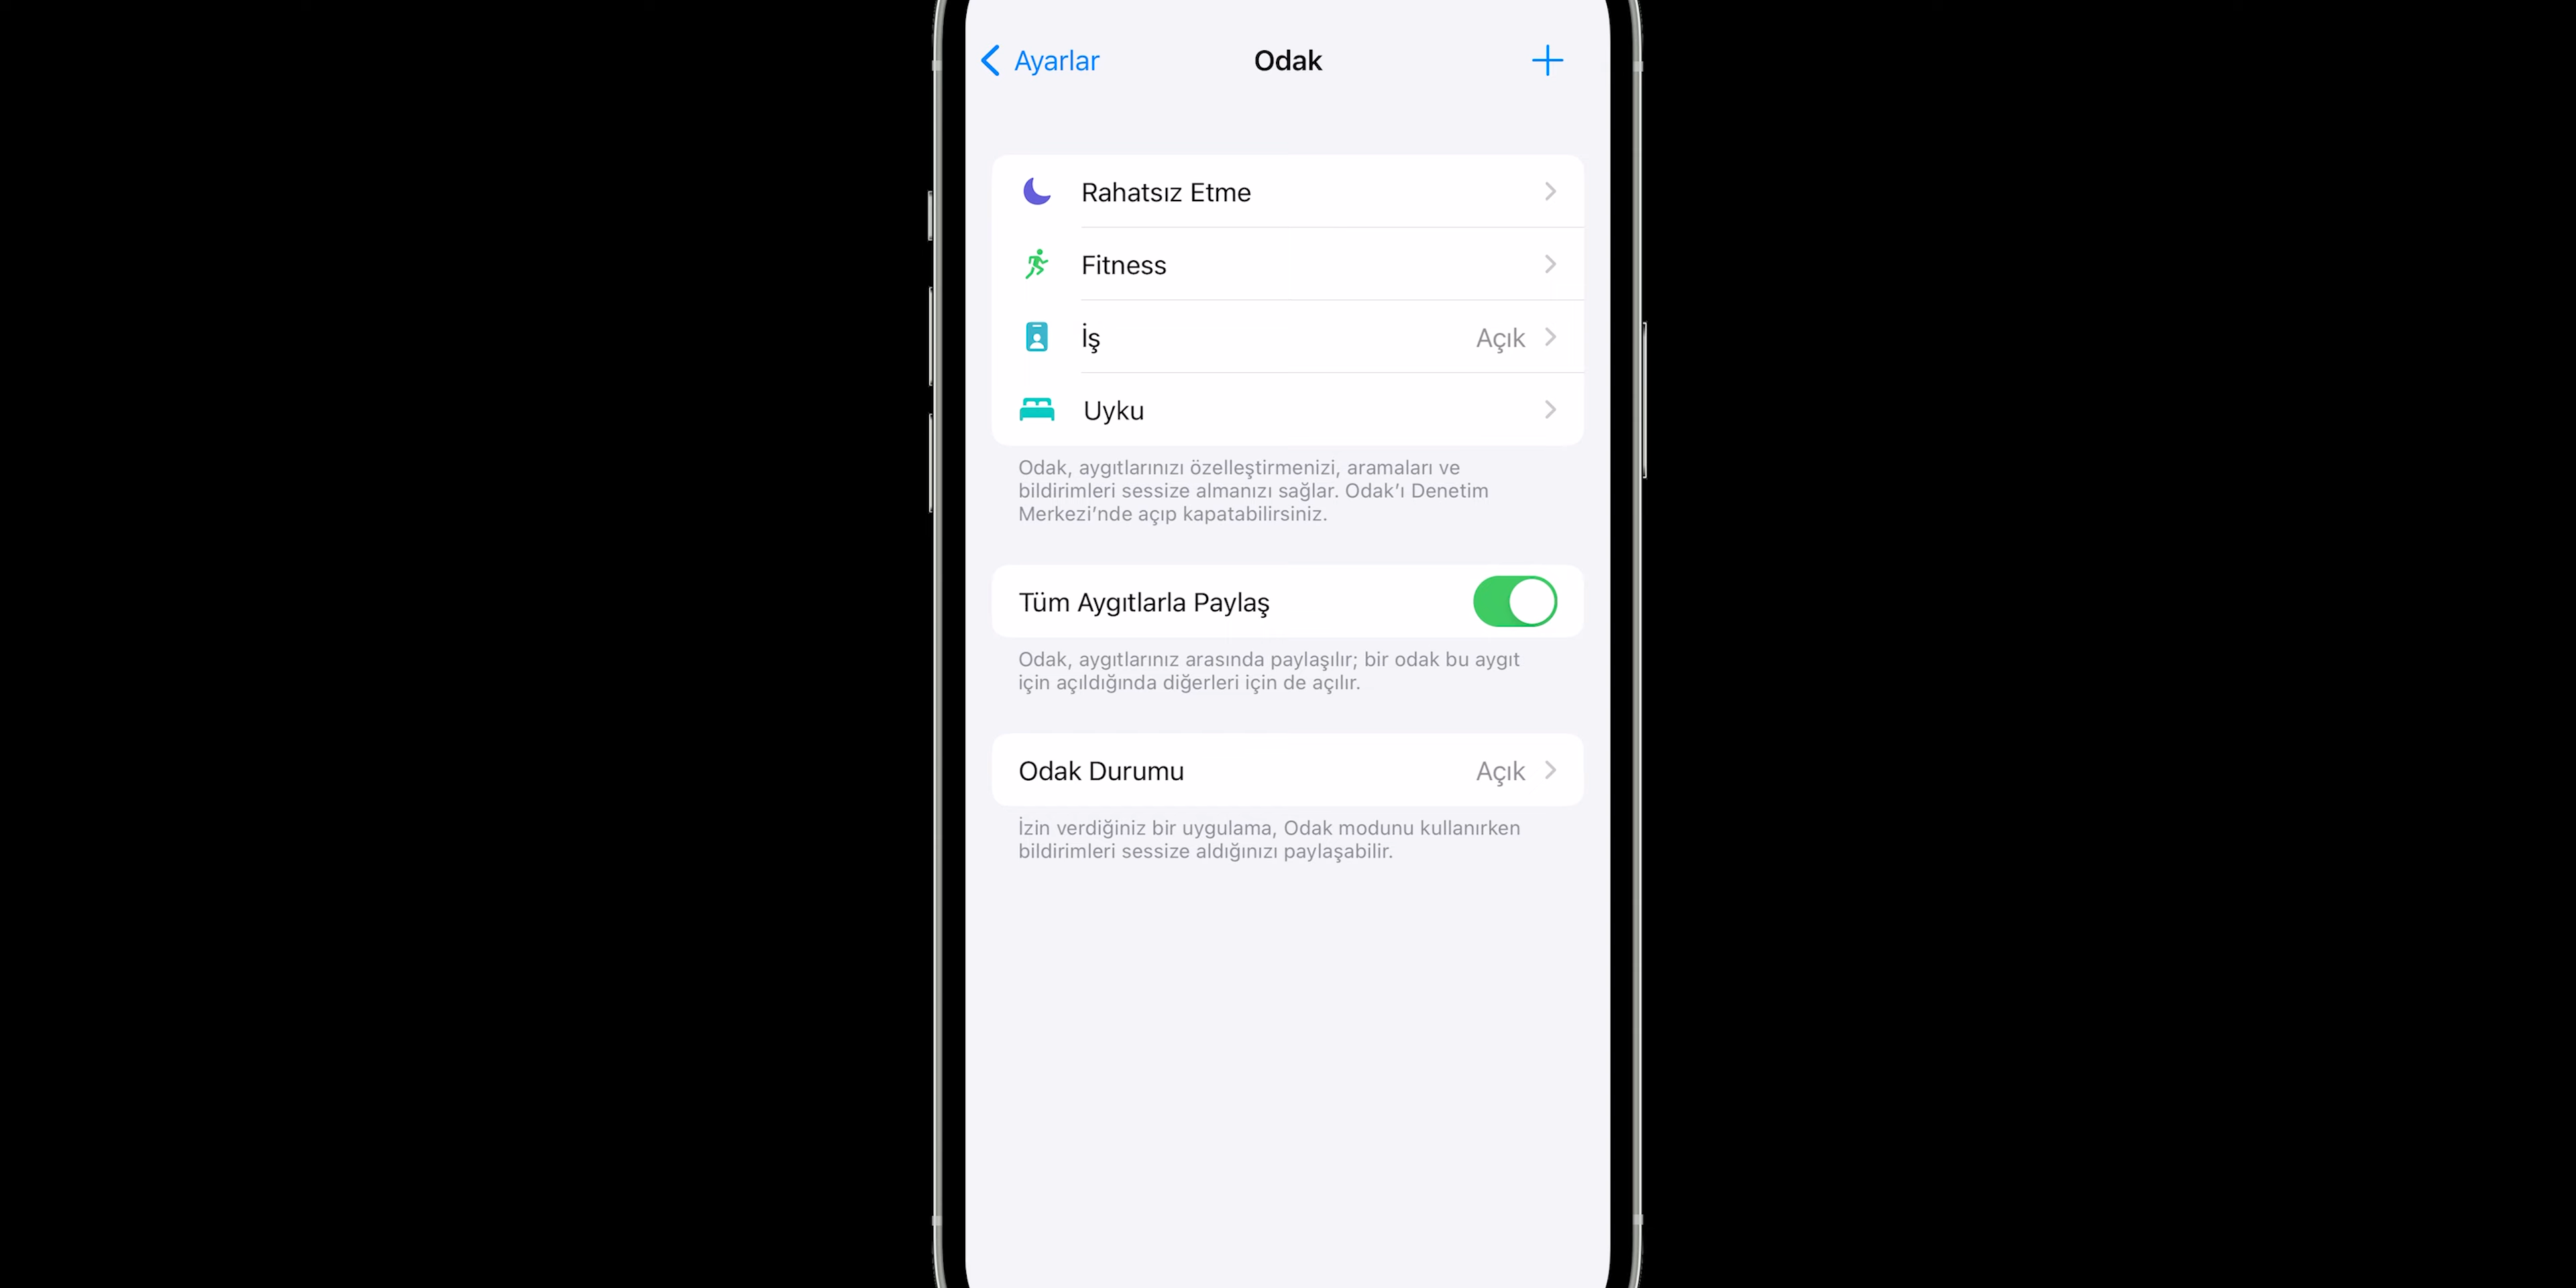 Ayarlar
Odak
Rahatsız Etme
Fitness
İş Açık
Uyku
Odak, aygıtlarınızı özelleştirmenizi, aramaları ve
bildirimleri sessize almanızı sağlar. Odak’ı Denetim
Merkezi’nde açıp kapatabilirsiniz.
Tüm Aygıtlarla Paylaş
Odak, aygıtlarınız arasında paylaşılır; bir odak bu aygıt
için açıldığında diğerleri için de açılır.
Odak Durumu Açık
İzin verdiğiniz bir uygulama, Odak modunu kullanırken
bildirimleri sessize aldığınızı paylaşabilir.